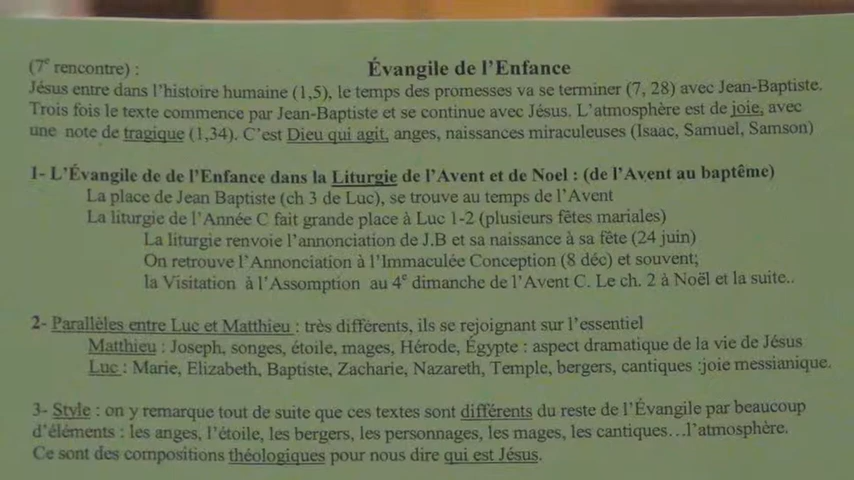 (7e rencontre) : Évangile de l'Enfance
Jésus entre dans l'histoire humaine (1,5), le temps des promesses va se terminer (7, 28) avec Jean-Baptiste.
Trois fois le texte commence par Jean-Baptiste et se continue avec Jésus. L'atmosphère est de joie, avec
une note de tragique (1,34). C'est Dieu qui agit, anges, naissances miraculeuses (Isaac, Samuel, Samson)
1- L'Évangile de de l'Enfance dans la Liturgie de l'Avent et de Noel : (de l'Avent au baptême)
La place de Jean Baptiste (ch 3 de Luc), se trouve au temps de l'Avent
La liturgie de l'Année C fait grande place à Luc 1-2 (plusieurs fêtes mariales)
La liturgie renvoie l'annonciation de J.B et sa naissance à sa fête (24 juin)
On retrouve l'Annonciation à l'Immaculée Conception (8 déc) et souvent;
la Visitation à l'Assomption au 4e dimanche de l'Avent C. Le ch. 2 à Noël et la suite..
2- Parallèles entre Luc et Matthieu : très différents, ils se rejoignant sur l'essentiel
Matthieu : Joseph, songes, étoile, mages, Hérode, Égypte : aspect dramatique de la vie de Jésus
Luc : Marie, Elizabeth, Baptiste, Zacharie, Nazareth, Temple, bergers, cantiques :joie messianique.
3- Style : on y remarque tout de suite que ces textes sont différents du reste de l'Évangile par beaucoup
d'éléments : les anges, l'étoile, les bergers, les personnages, les mages, les cantiques...l'atmosphère.
Ce sont des compositions théologiques pour nous dire qui est Jésus.